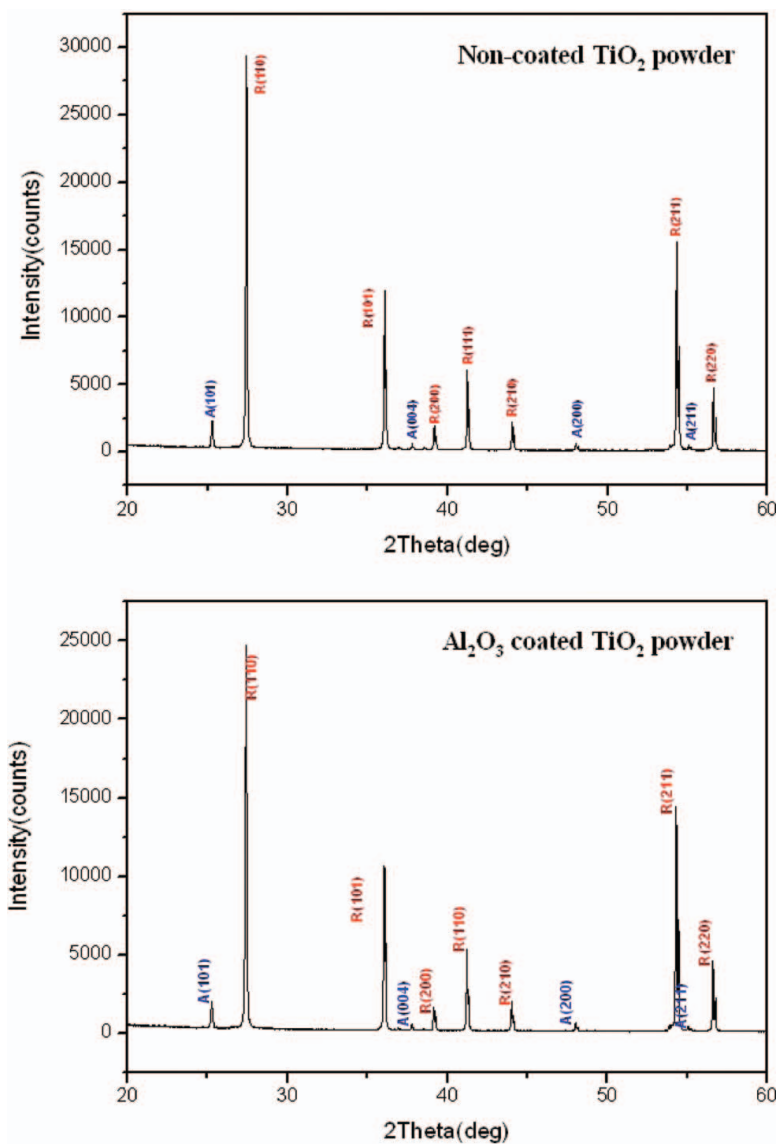 Non-coated TiO₂ powder
30000
25000
20000
15000
10000
5000
0
Intensity(counts)
A(101)
R(110)
R(101)
A(004)
R(200)
R(111)
R(210)
A(200)
R(211)
A(211)
R(220)
20
30
40
50
60
2Theta(deg)
Al₂O₃ coated TiO₂ powder
25000
20000
15000
10000
5000
0
Intensity(counts)
A(101)
R(110)
R(101)
A(004)
R(200)
R(110)
R(210)
A(200)
R(211)
A(211)
R(220)
20
30
40
50
60
2Theta(deg)